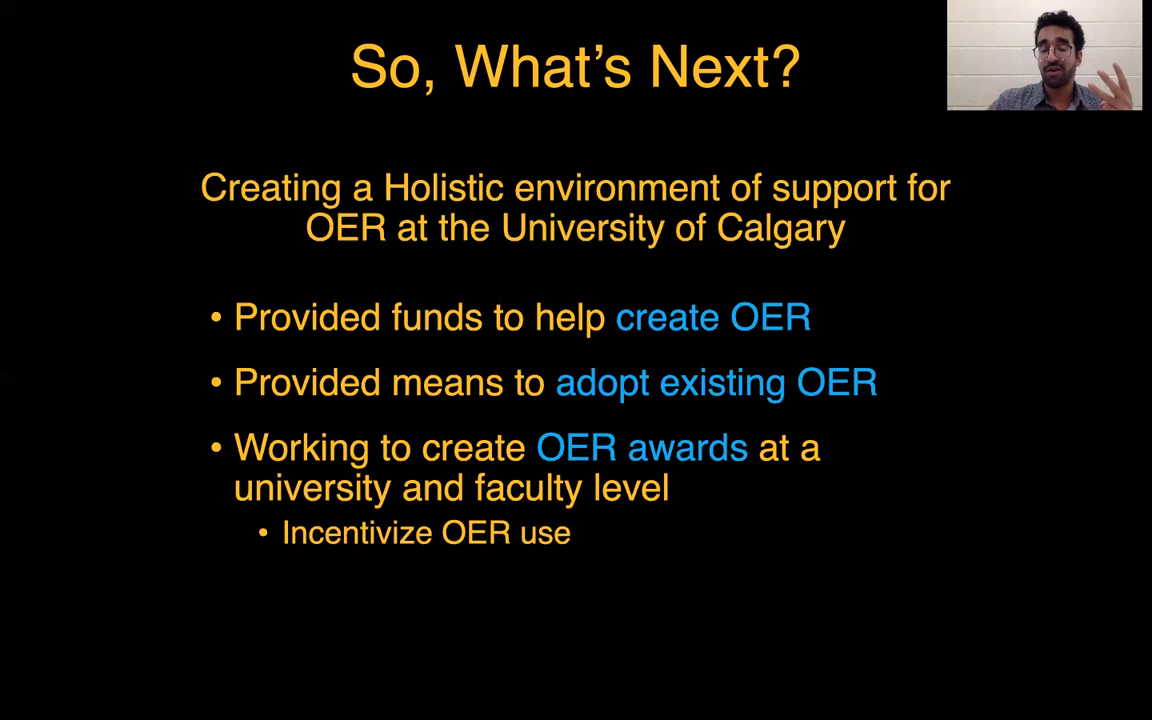 So, What's Next?
Creating a Holistic environment of support for
OER at the University of Calgary
• Provided funds to help create OER
• Provided means to adopt existing OER
• Working to create OER awards at a
university and faculty level
• Incentivize OER use